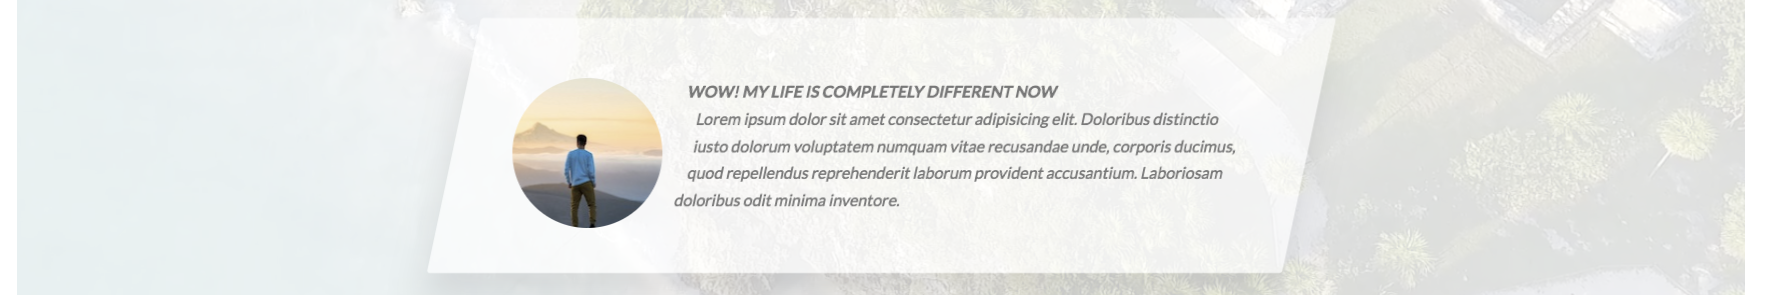 WOW! MY LIFE IS COMPLETELY DIFFERENT NOW
Lorem ipsum dolor sit amet consectetur adipisicing elit. Doloribus distinctio
iusto dolorum voluptatem numquam vitae recusandae unde, corporis ducimus,
quod repellendus reprehenderit laborum provident accusantium. Laboriosam
doloribus odit minima inventore.